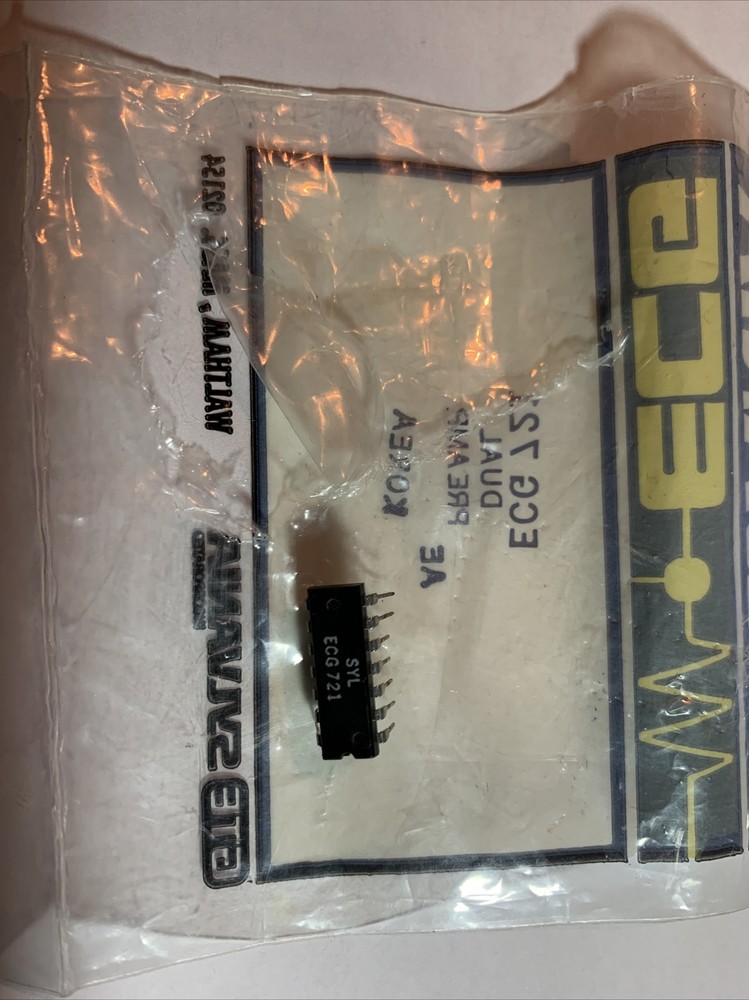 SYL
ECG 721
ECG
ECG 72
DUAL
PREAMP
AE
KOREA
GTE SYLVANIA
WALTHAM, MASS. 02154